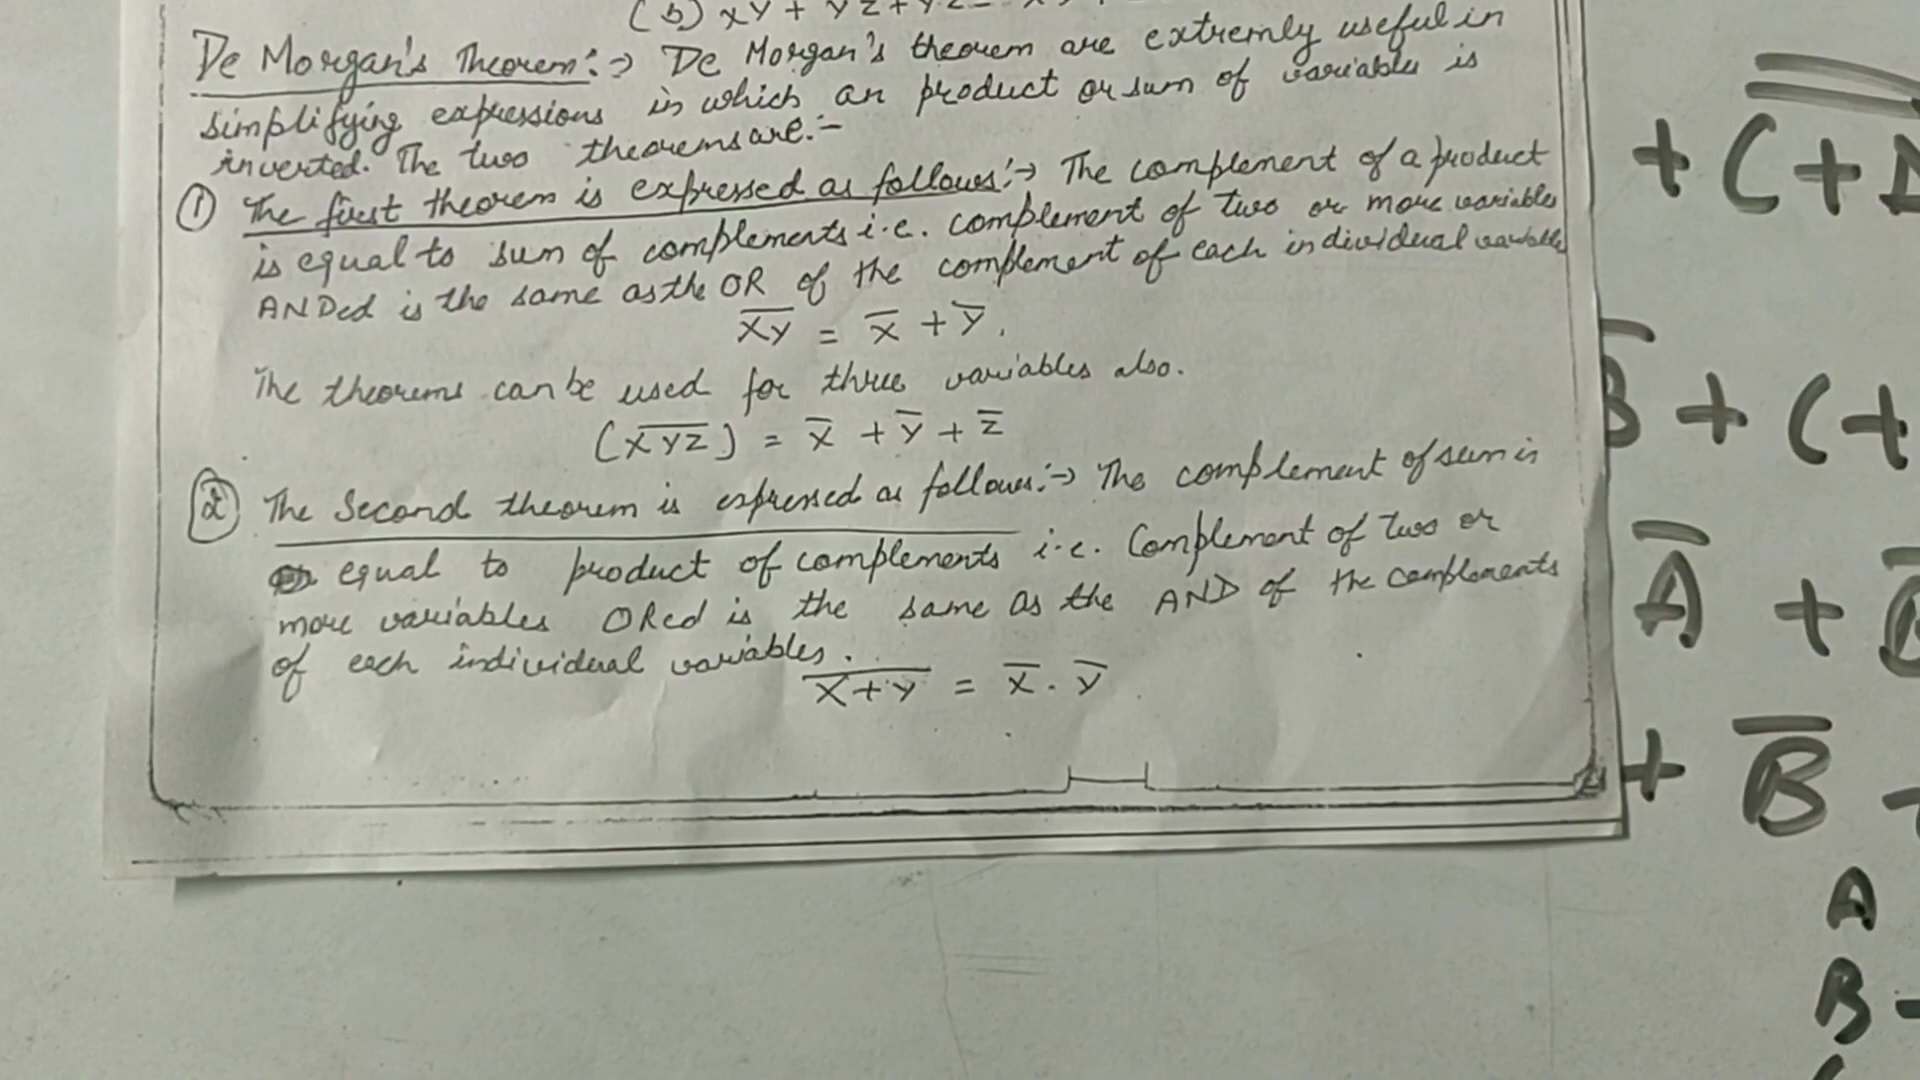 (b) xy + yz + yz =
De Morgan's Theorem :→ De Morgan's theorem are extremly useful in
simplifying expressions in which an product or sum of variables is
inverted. The two theorems are:-
① The first theorem is expressed as follows :→ The complement of a product
is equal to sum of complements i.e. complement of two or more variables
ANDed is the same as the OR of the complement of each individual variable
X̅Y̅ = X̅ + Y̅.
The theorems can be used for three variables also.
(X̅Y̅Z̅) = X̅ + Y̅ + Z̅
② The Second theorem is expressed as follows :→ The complement of sum is
equal to product of complements i.e. Complement of two or
more variables ORed is the same as the AND of the complements
of each individual variables.
X̅+̅Y̅ = X̅ . Y̅
+ C + D
B̅ + C +
A̅ + B̅
+ B̅
A
B -